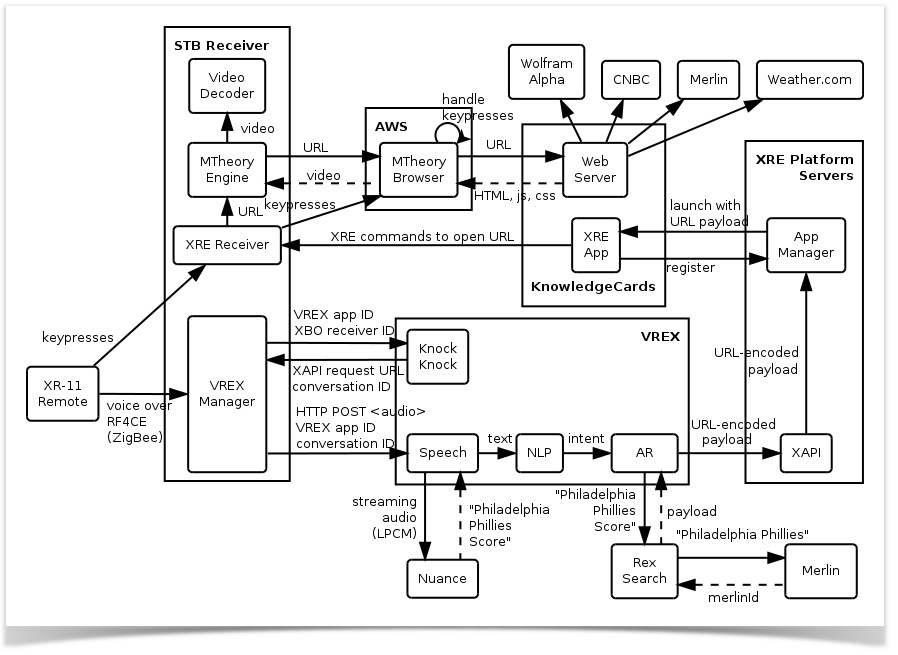 STB Receiver
Video
Decoder
video
MTheory
Engine
URL
XRE Receiver
URL
video
keypresses
AWS
handle
keypresses
MTheory
Browser
URL
HTML, js, css
Wolfram
Alpha
CNBC
Merlin
Weather.com
Web
Server
XRE
App
KnowledgeCards
XRE commands to open URL
launch with
URL payload
register
XRE Platform
Servers
App
Manager
URL-encoded
payload
XAPI
keypresses
XR-11
Remote
voice over
RF4CE
(ZigBee)
VREX
Manager
VREX app ID
XBO receiver ID
XAPI request URL
conversation ID
HTTP POST <audio>
VREX app ID
conversation ID
VREX
Knock
Knock
Speech
text
NLP
intent
AR
URL-encoded
payload
streaming
audio
(LPCM)
"Philadelphia
Phillies
Score"
Nuance
"Philadelphia
Phillies
Score"
payload
Rex
Search
"Philadelphia Phillies"
merlinId
Merlin